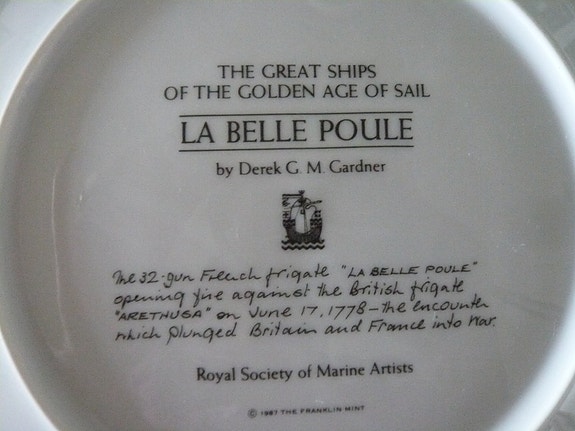 THE GREAT SHIPS
OF THE GOLDEN AGE OF SAIL
LA BELLE POULE
by Derek G. M. Gardner
The 32-gun French frigate "LA BELLE POULE"
opening fire against the British frigate
"ARETHUSA" on June 17, 1778 – the encounter
which plunged Britain and France into War.
Royal Society of Marine Artists
© 1987 THE FRANKLIN MINT